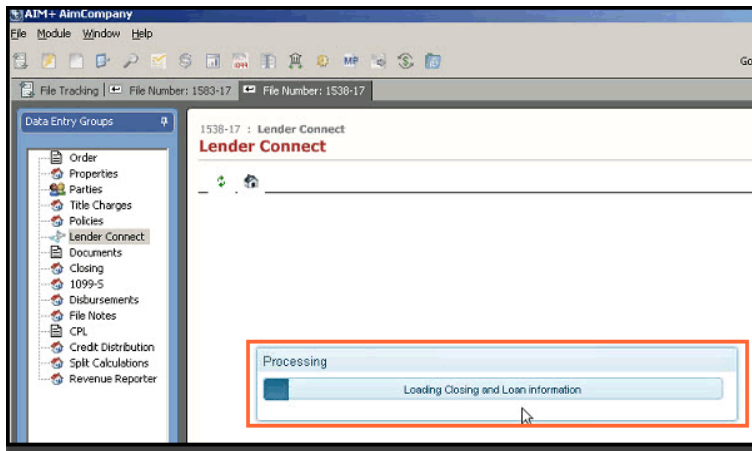 AIM+ AimCompany
File Module Window Help
1099 MP Go
File Tracking File Number: 1583-17 File Number: 1538-17
Data Entry Groups
1538-17 : Lender Connect
Lender Connect
Order
Properties
Parties
Title Charges
Policies
Lender Connect
Documents
Closing
1099-S
Disbursements
File Notes
CPL
Credit Distribution
Split Calculations
Revenue Reporter
Processing
Loading Closing and Loan information